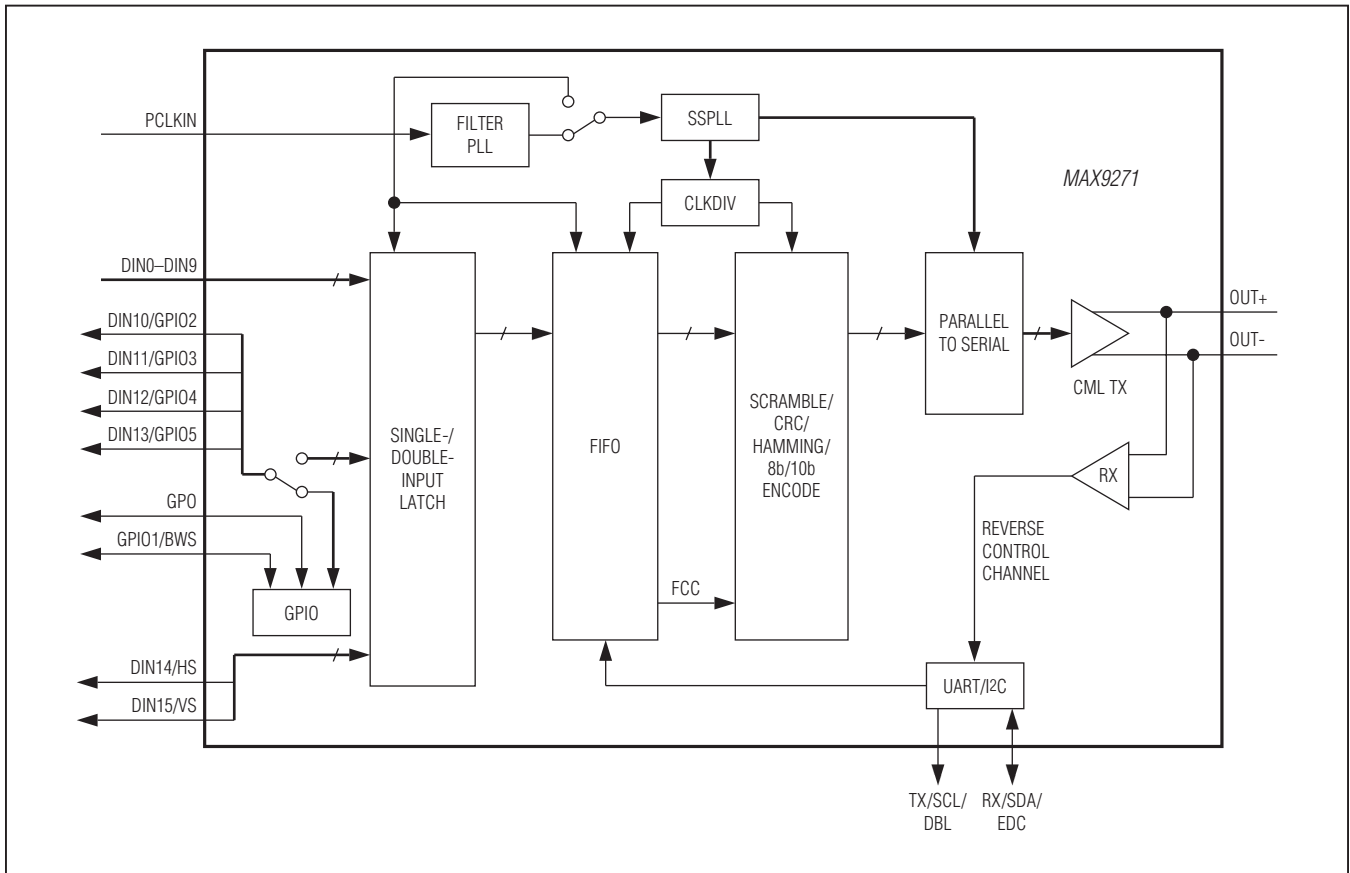 PCLKIN
FILTER
PLL
SSPLL
CLKDIV
MAX9271
DIN0–DIN9
DIN10/GPIO2
DIN11/GPIO3
DIN12/GPIO4
DIN13/GPIO5
GPO
GPIO1/BWS
GPIO
DIN14/HS
DIN15/VS
SINGLE-/
DOUBLE-
INPUT
LATCH
FIFO
FCC
SCRAMBLE/
CRC/
HAMMING/
8b/10b
ENCODE
PARALLEL
TO SERIAL
CML TX
OUT+
OUT-
RX
REVERSE
CONTROL
CHANNEL
UART/I2C
TX/SCL/
DBL
RX/SDA/
EDC